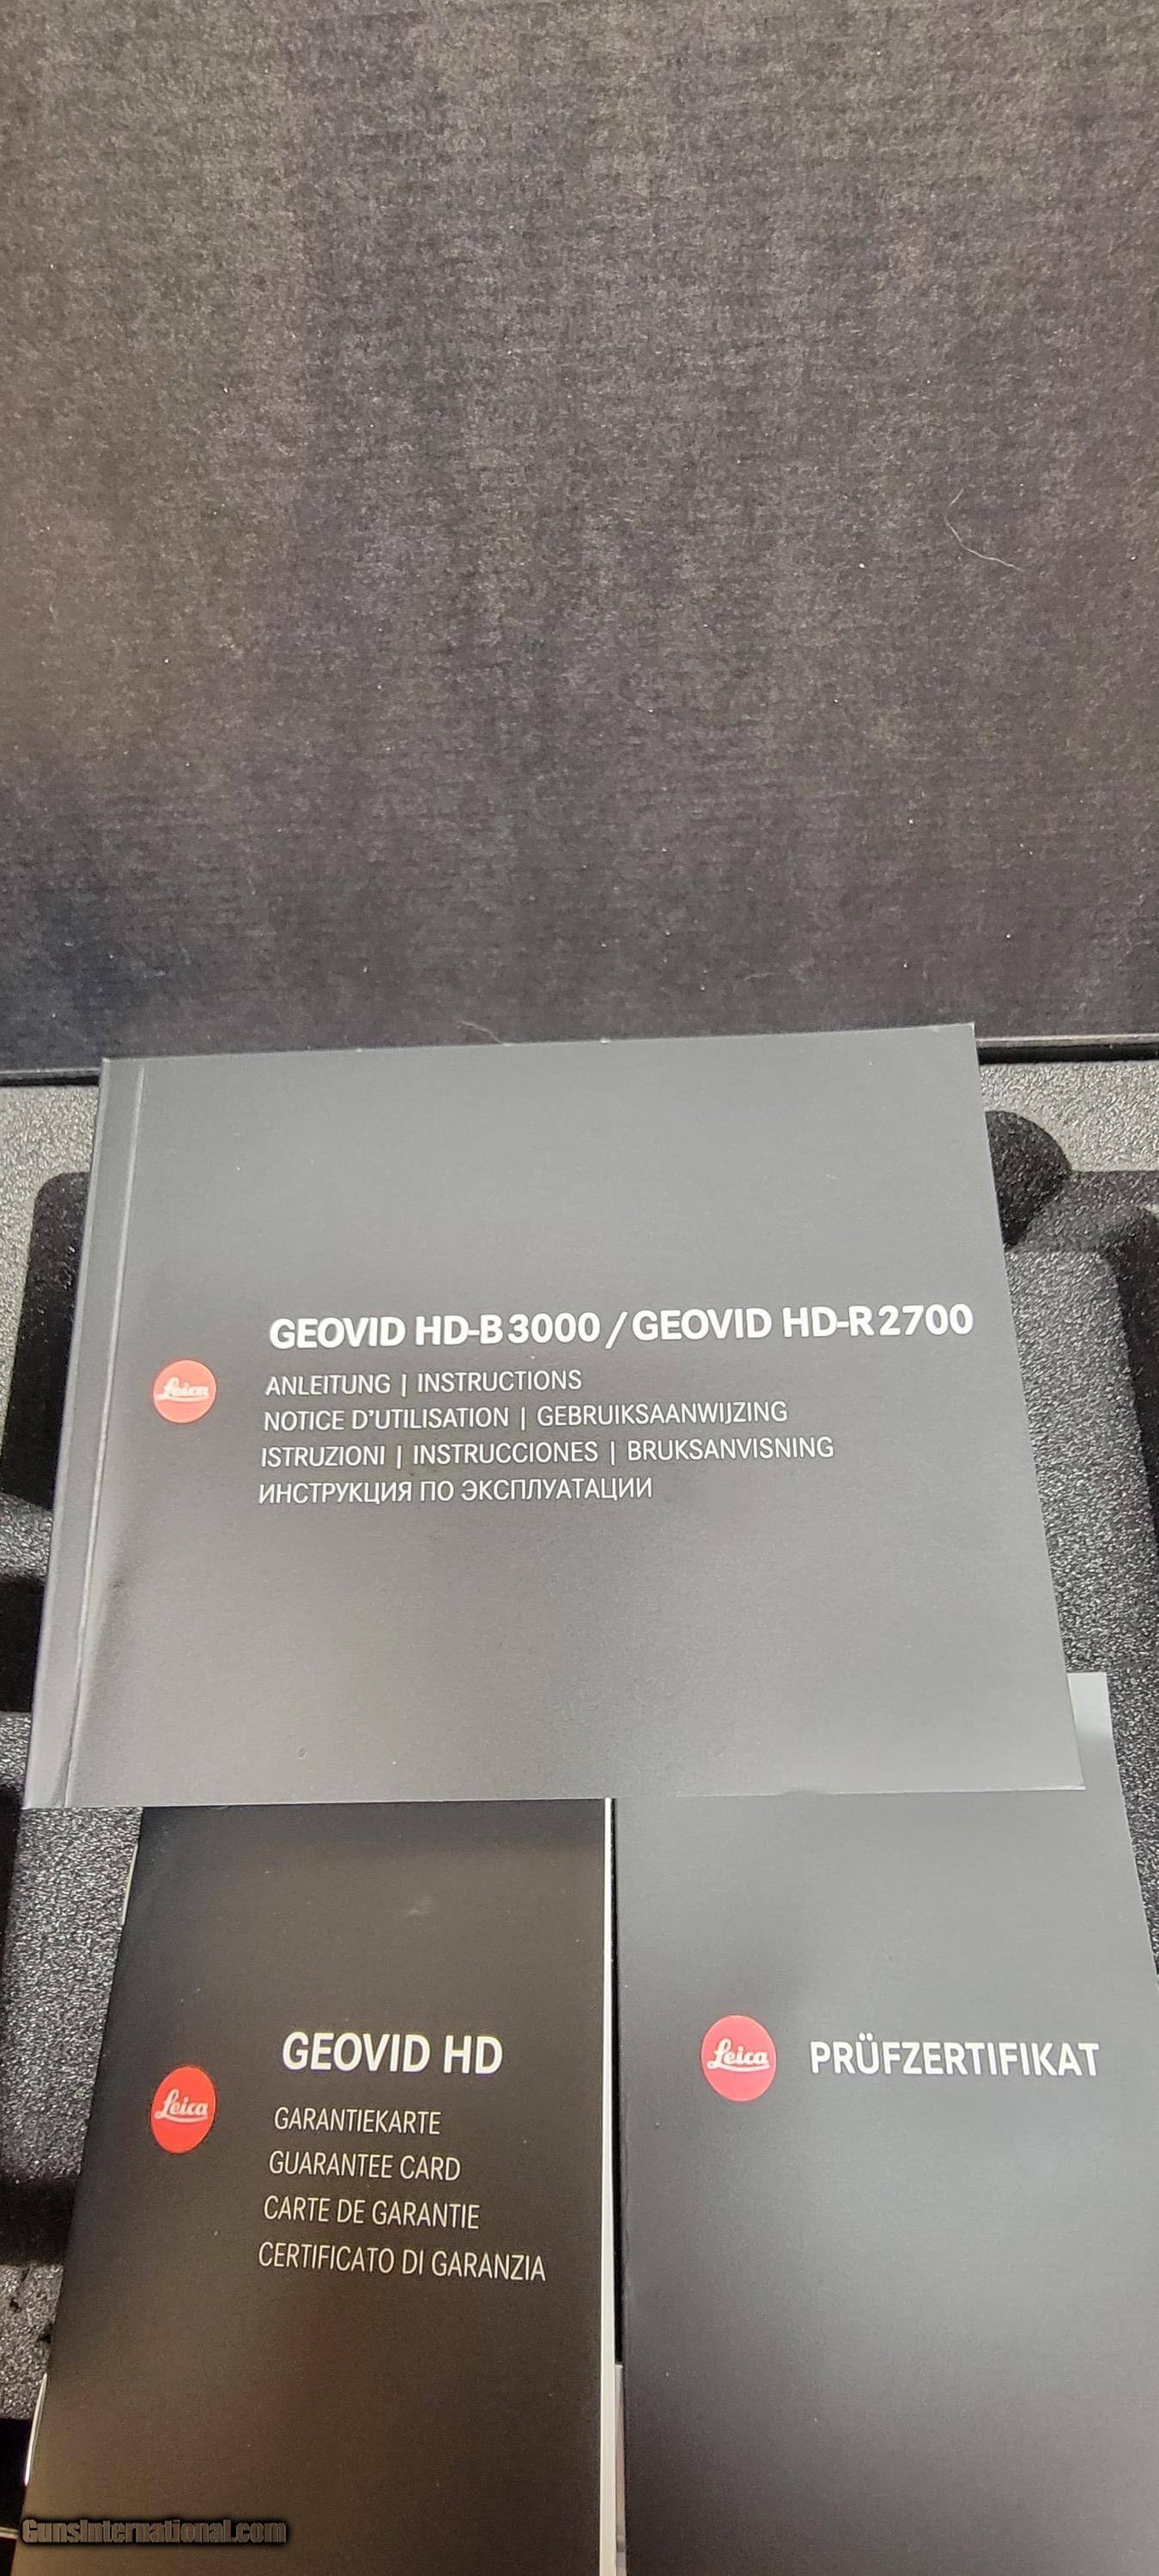 GEOVID HD-B 3000 / GEOVID HD-R 2700
Leica
ANLEITUNG | INSTRUCTIONS
NOTICE D'UTILISATION | GEBRUIKSAANWIJZING
ISTRUZIONI | INSTRUCCIONES | BRUKSANVISNING
ИНСТРУКЦИЯ ПО ЭКСПЛУАТАЦИИ
GEOVID HD
Leica
GARANTIEKARTE
GUARANTEE CARD
CARTE DE GARANTIE
CERTIFICATO DI GARANZIA
Leica PRÜFZERTIFIKAT
GunsInternational.com